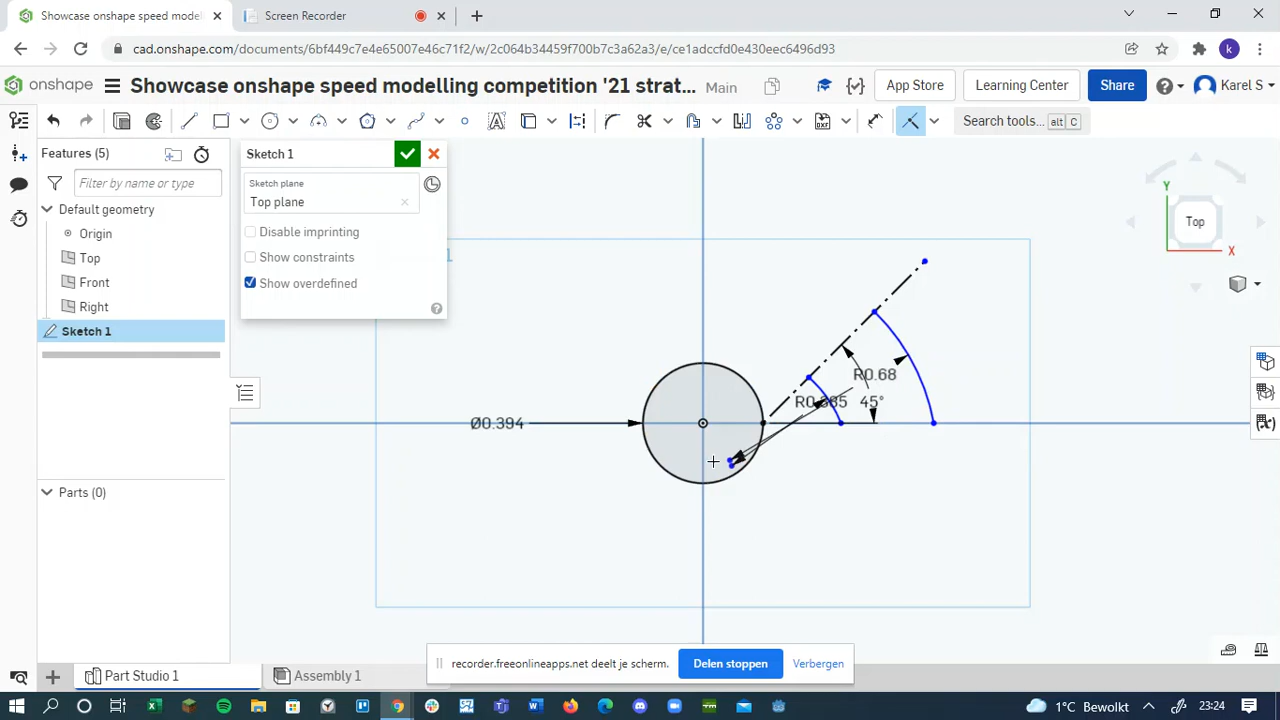 Showcase onshape speed modell
Screen Recorder
cad.onshape.com/documents/6bf449c7e4e65007e46c71f2/w/2c064b34459f700b7c3a62a3/e/ce1adccfd0e430eec6496d93
k
onshape
Showcase onshape speed modelling competition '21 strat...
Main
App Store
Learning Center
Share
Karel S
Search tools...
alt
C
Features (5)
Filter by name or type
Default geometry
Origin
Top
Front
Right
Sketch 1
Parts (0)
Sketch 1
Sketch plane
Top plane
Disable imprinting
Show constraints
Show overdefined
Y
Top
X
R0.68
45°
Ø0.394
recorder.freeonlineapps.net deelt je scherm.
Delen stoppen
Verbergen
Part Studio 1
Assembly 1
1°C Bewolkt
23:24